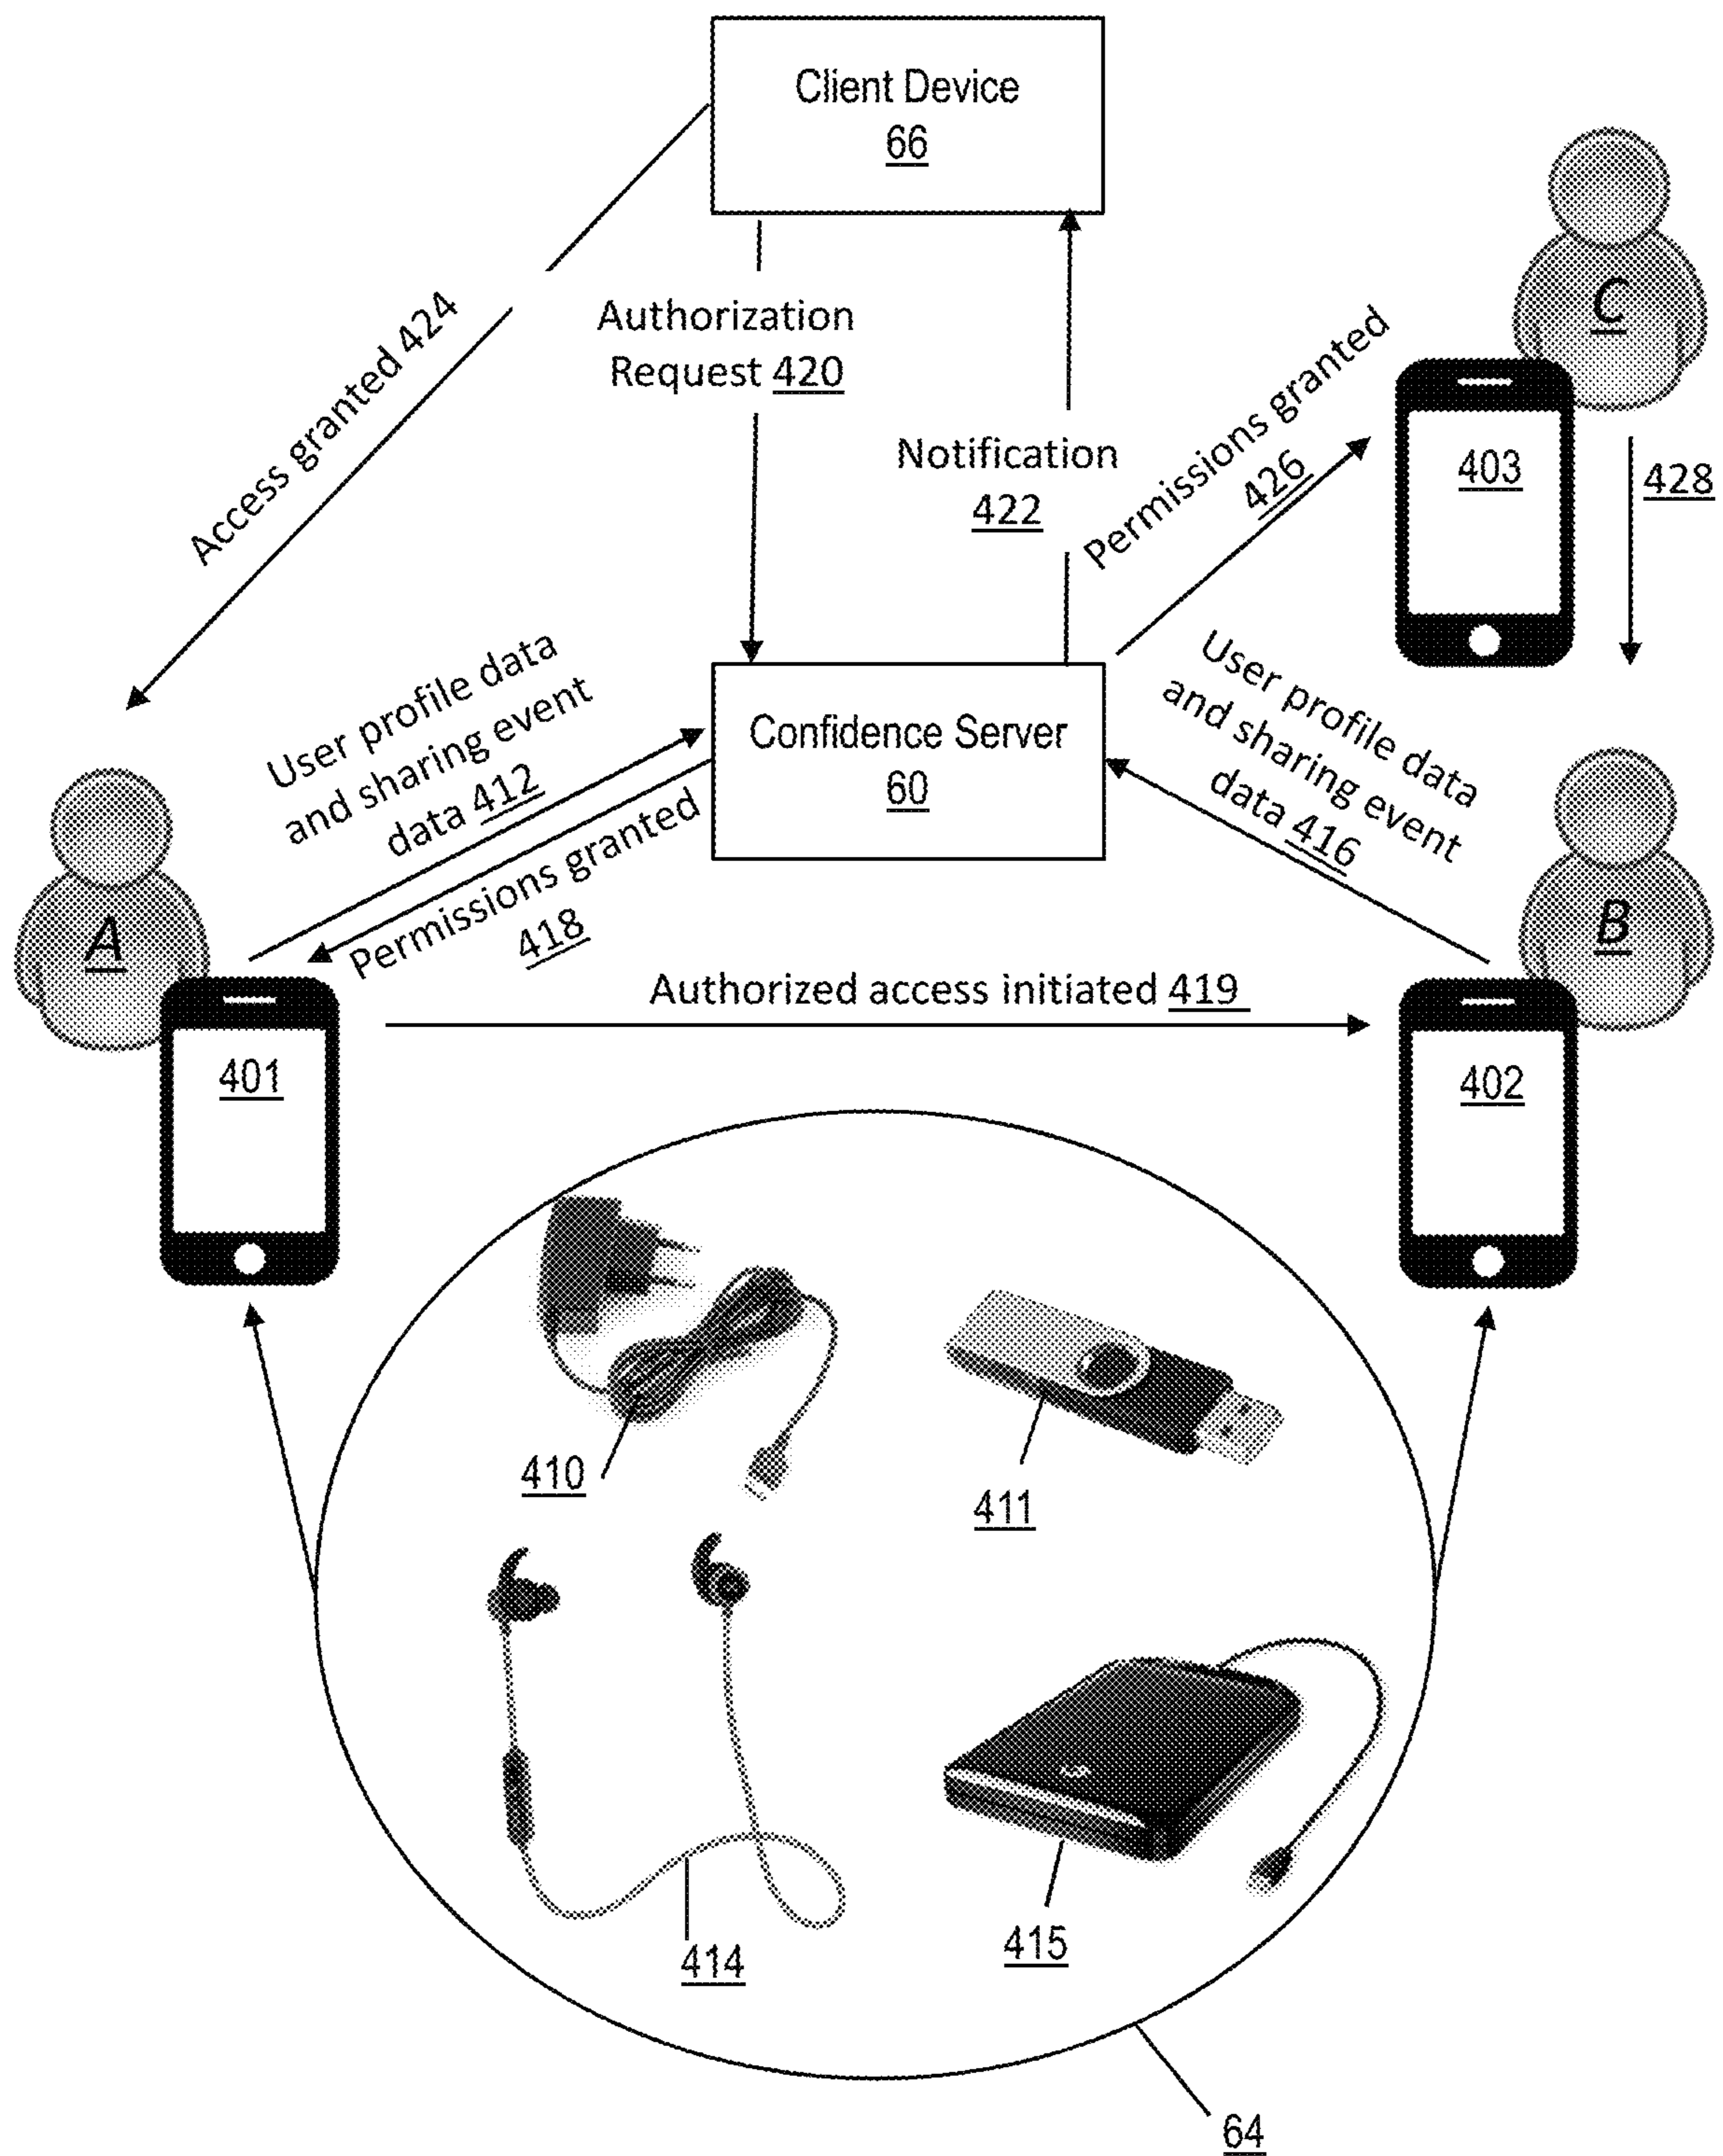 Client Device
66
C
Access granted 424
Authorization
Request 420
Notification
422
Permissions granted
426
403
428
User profile data
and sharing event
data 412
Permissions granted
418
Confidence Server
60
User profile data
and sharing event
data 416
A
B
Authorized access initiated 419
401
402
410
411
414
415
64